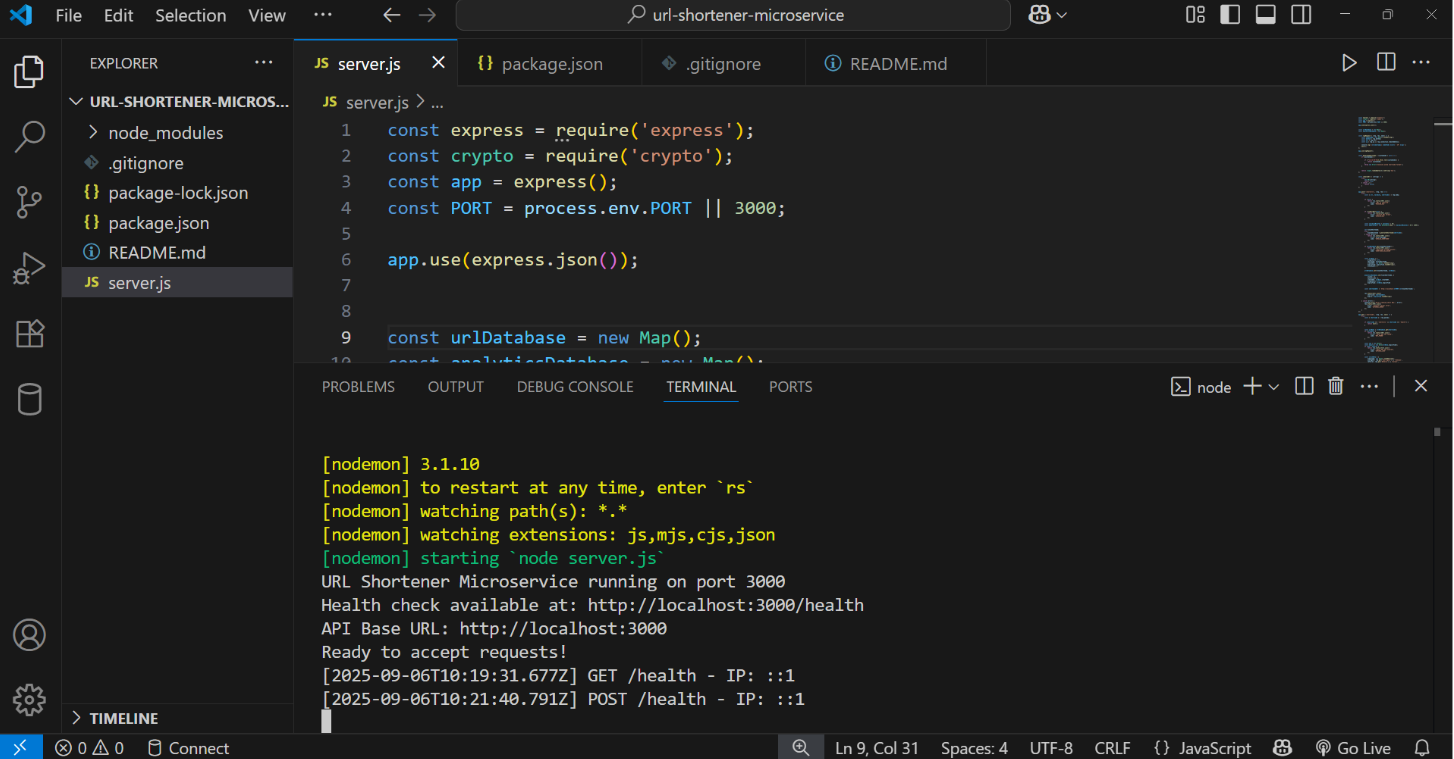 File Edit Selection View ··· url-shortener-microservice
EXPLORER ···
URL-SHORTENER-MICROS...
node_modules
.gitignore
{} package-lock.json
{} package.json
README.md
JS server.js
TIMELINE
JS server.js {} package.json .gitignore README.md
JS server.js > ...
1 const express = require('express');
2 const crypto = require('crypto');
3 const app = express();
4 const PORT = process.env.PORT || 3000;
5
6 app.use(express.json());
7
8
9 const urlDatabase = new Map();
10 const analyticsDatabase = new Map();
PROBLEMS OUTPUT DEBUG CONSOLE TERMINAL PORTS node
[nodemon] 3.1.10
[nodemon] to restart at any time, enter `rs`
[nodemon] watching path(s): *.*
[nodemon] watching extensions: js,mjs,cjs,json
[nodemon] starting `node server.js`
URL Shortener Microservice running on port 3000
Health check available at: http://localhost:3000/health
API Base URL: http://localhost:3000
Ready to accept requests!
[2025-09-06T10:19:31.677Z] GET /health - IP: ::1
[2025-09-06T10:21:40.791Z] POST /health - IP: ::1
0 0 Connect Ln 9, Col 31 Spaces: 4 UTF-8 CRLF {} JavaScript Go Live